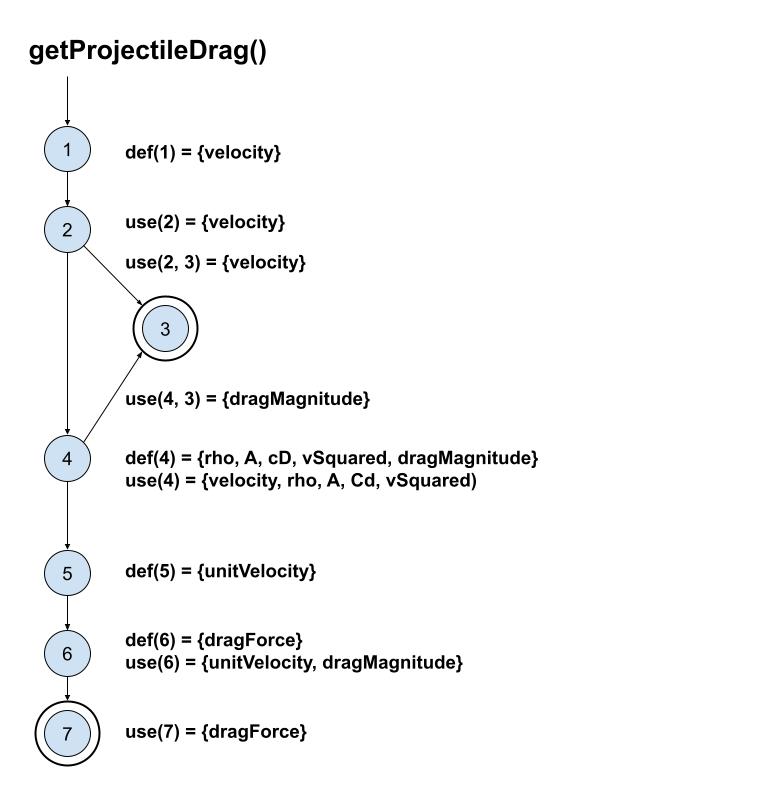 getProjectileDrag()
1
def(1) = {velocity}
2
use(2) = {velocity}
use(2, 3) = {velocity}
3
use(4, 3) = {dragMagnitude}
4
def(4) = {rho, A, cD, vSquared, dragMagnitude}
use(4) = {velocity, rho, A, Cd, vSquared)
5
def(5) = {unitVelocity}
6
def(6) = {dragForce}
use(6) = {unitVelocity, dragMagnitude}
7
use(7) = {dragForce}